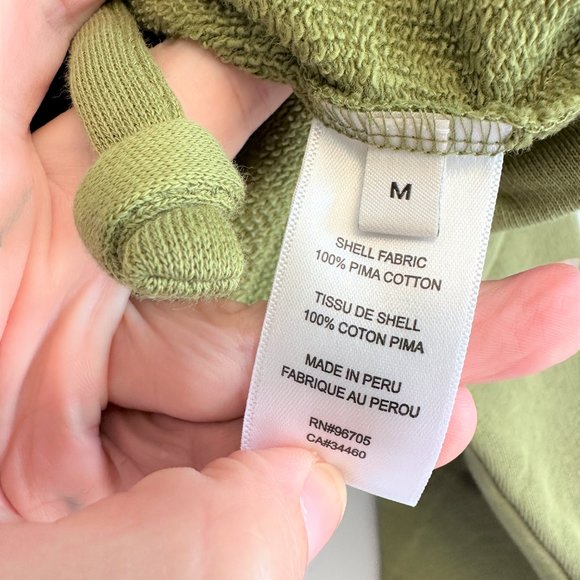 M
SHELL FABRIC
100% PIMA COTTON
TISSU DE SHELL
100% COTON PIMA
MADE IN PERU
FABRIQUE AU PEROU
RN#96705
CA#34460